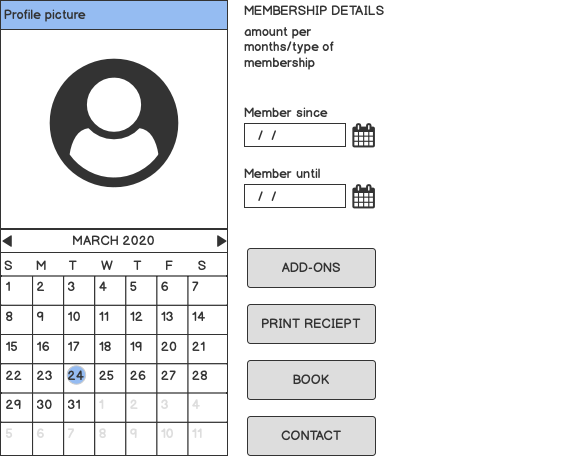 Profile picture
MARCH 2020
S M T W T F S
1 2 3 4 5 6 7
8 9 10 11 12 13 14
15 16 17 18 19 20 21
22 23 24 25 26 27 28
29 30 31 1 2 3 4
5 6 7 8 9 10 11
MEMBERSHIP DETAILS
amount per
months/type of
membership
Member since
/ /
Member until
/ /
ADD-ONS
PRINT RECIEPT
BOOK
CONTACT